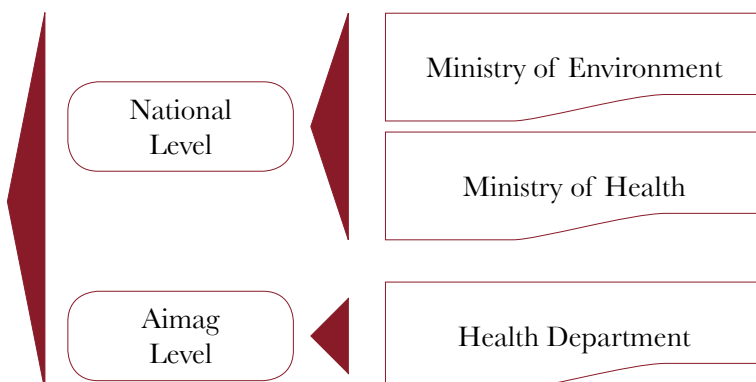 National
Level
Ministry of Environment
Ministry of Health
Aimag
Level
Health Department